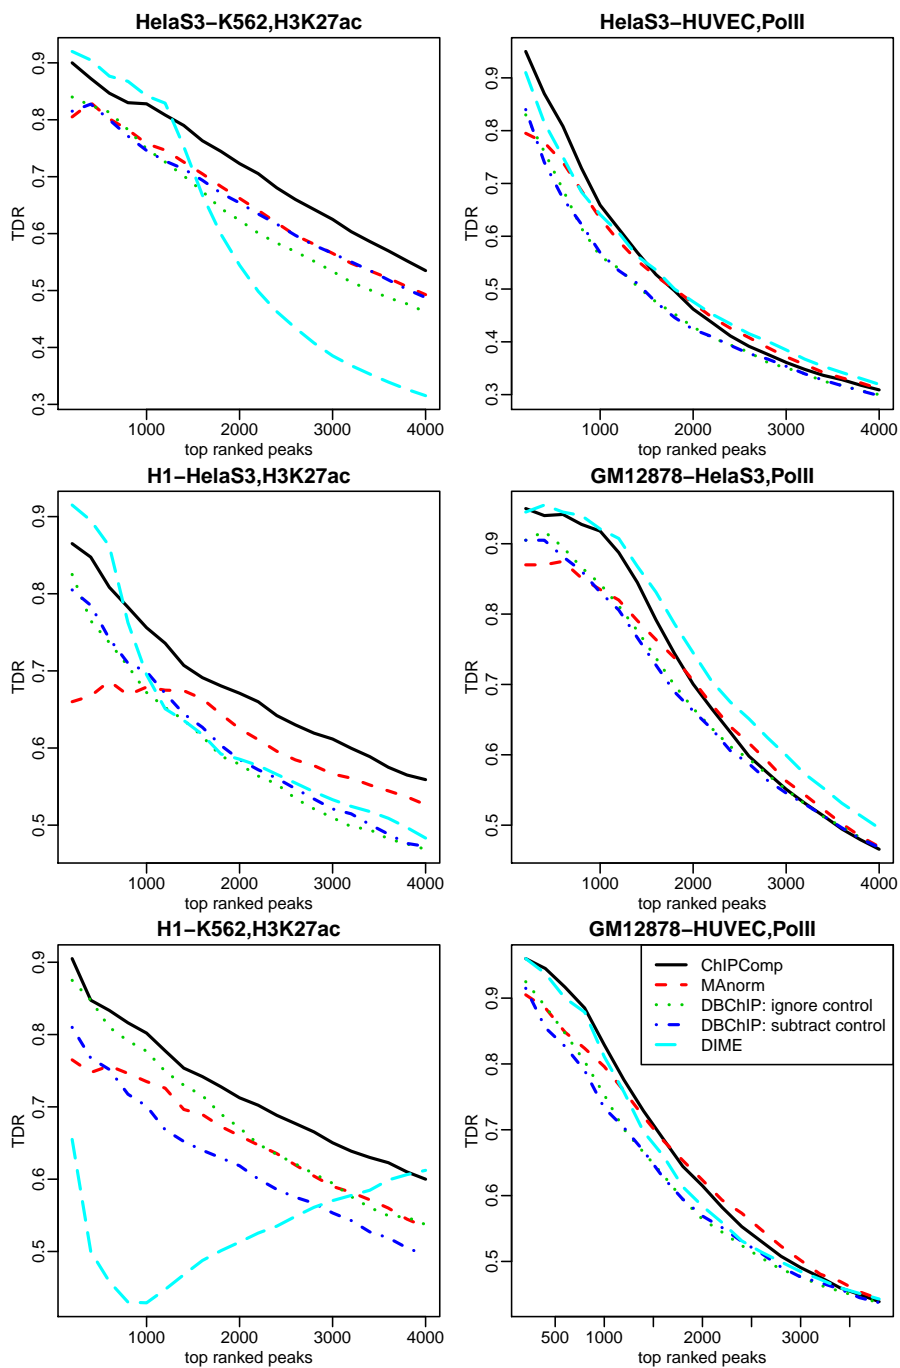 HelaS3−K562,H3K27ac
TDR
0.3 0.4 0.5 0.6 0.7 0.8 0.9
1000 2000 3000 4000
top ranked peaks
HelaS3−HUVEC,PolII
TDR
0.3 0.4 0.5 0.6 0.7 0.8 0.9
1000 2000 3000 4000
top ranked peaks
H1−HelaS3,H3K27ac
TDR
0.5 0.6 0.7 0.8 0.9
1000 2000 3000 4000
top ranked peaks
GM12878−HelaS3,PolII
TDR
0.5 0.6 0.7 0.8 0.9
1000 2000 3000 4000
top ranked peaks
H1−K562,H3K27ac
TDR
0.5 0.6 0.7 0.8 0.9
1000 2000 3000 4000
top ranked peaks
GM12878−HUVEC,PolII
TDR
0.5 0.6 0.7 0.8 0.9
500 1000 2000 3000
top ranked peaks
ChIPComp
MAnorm
DBChIP: ignore control
DBChIP: subtract control
DIME